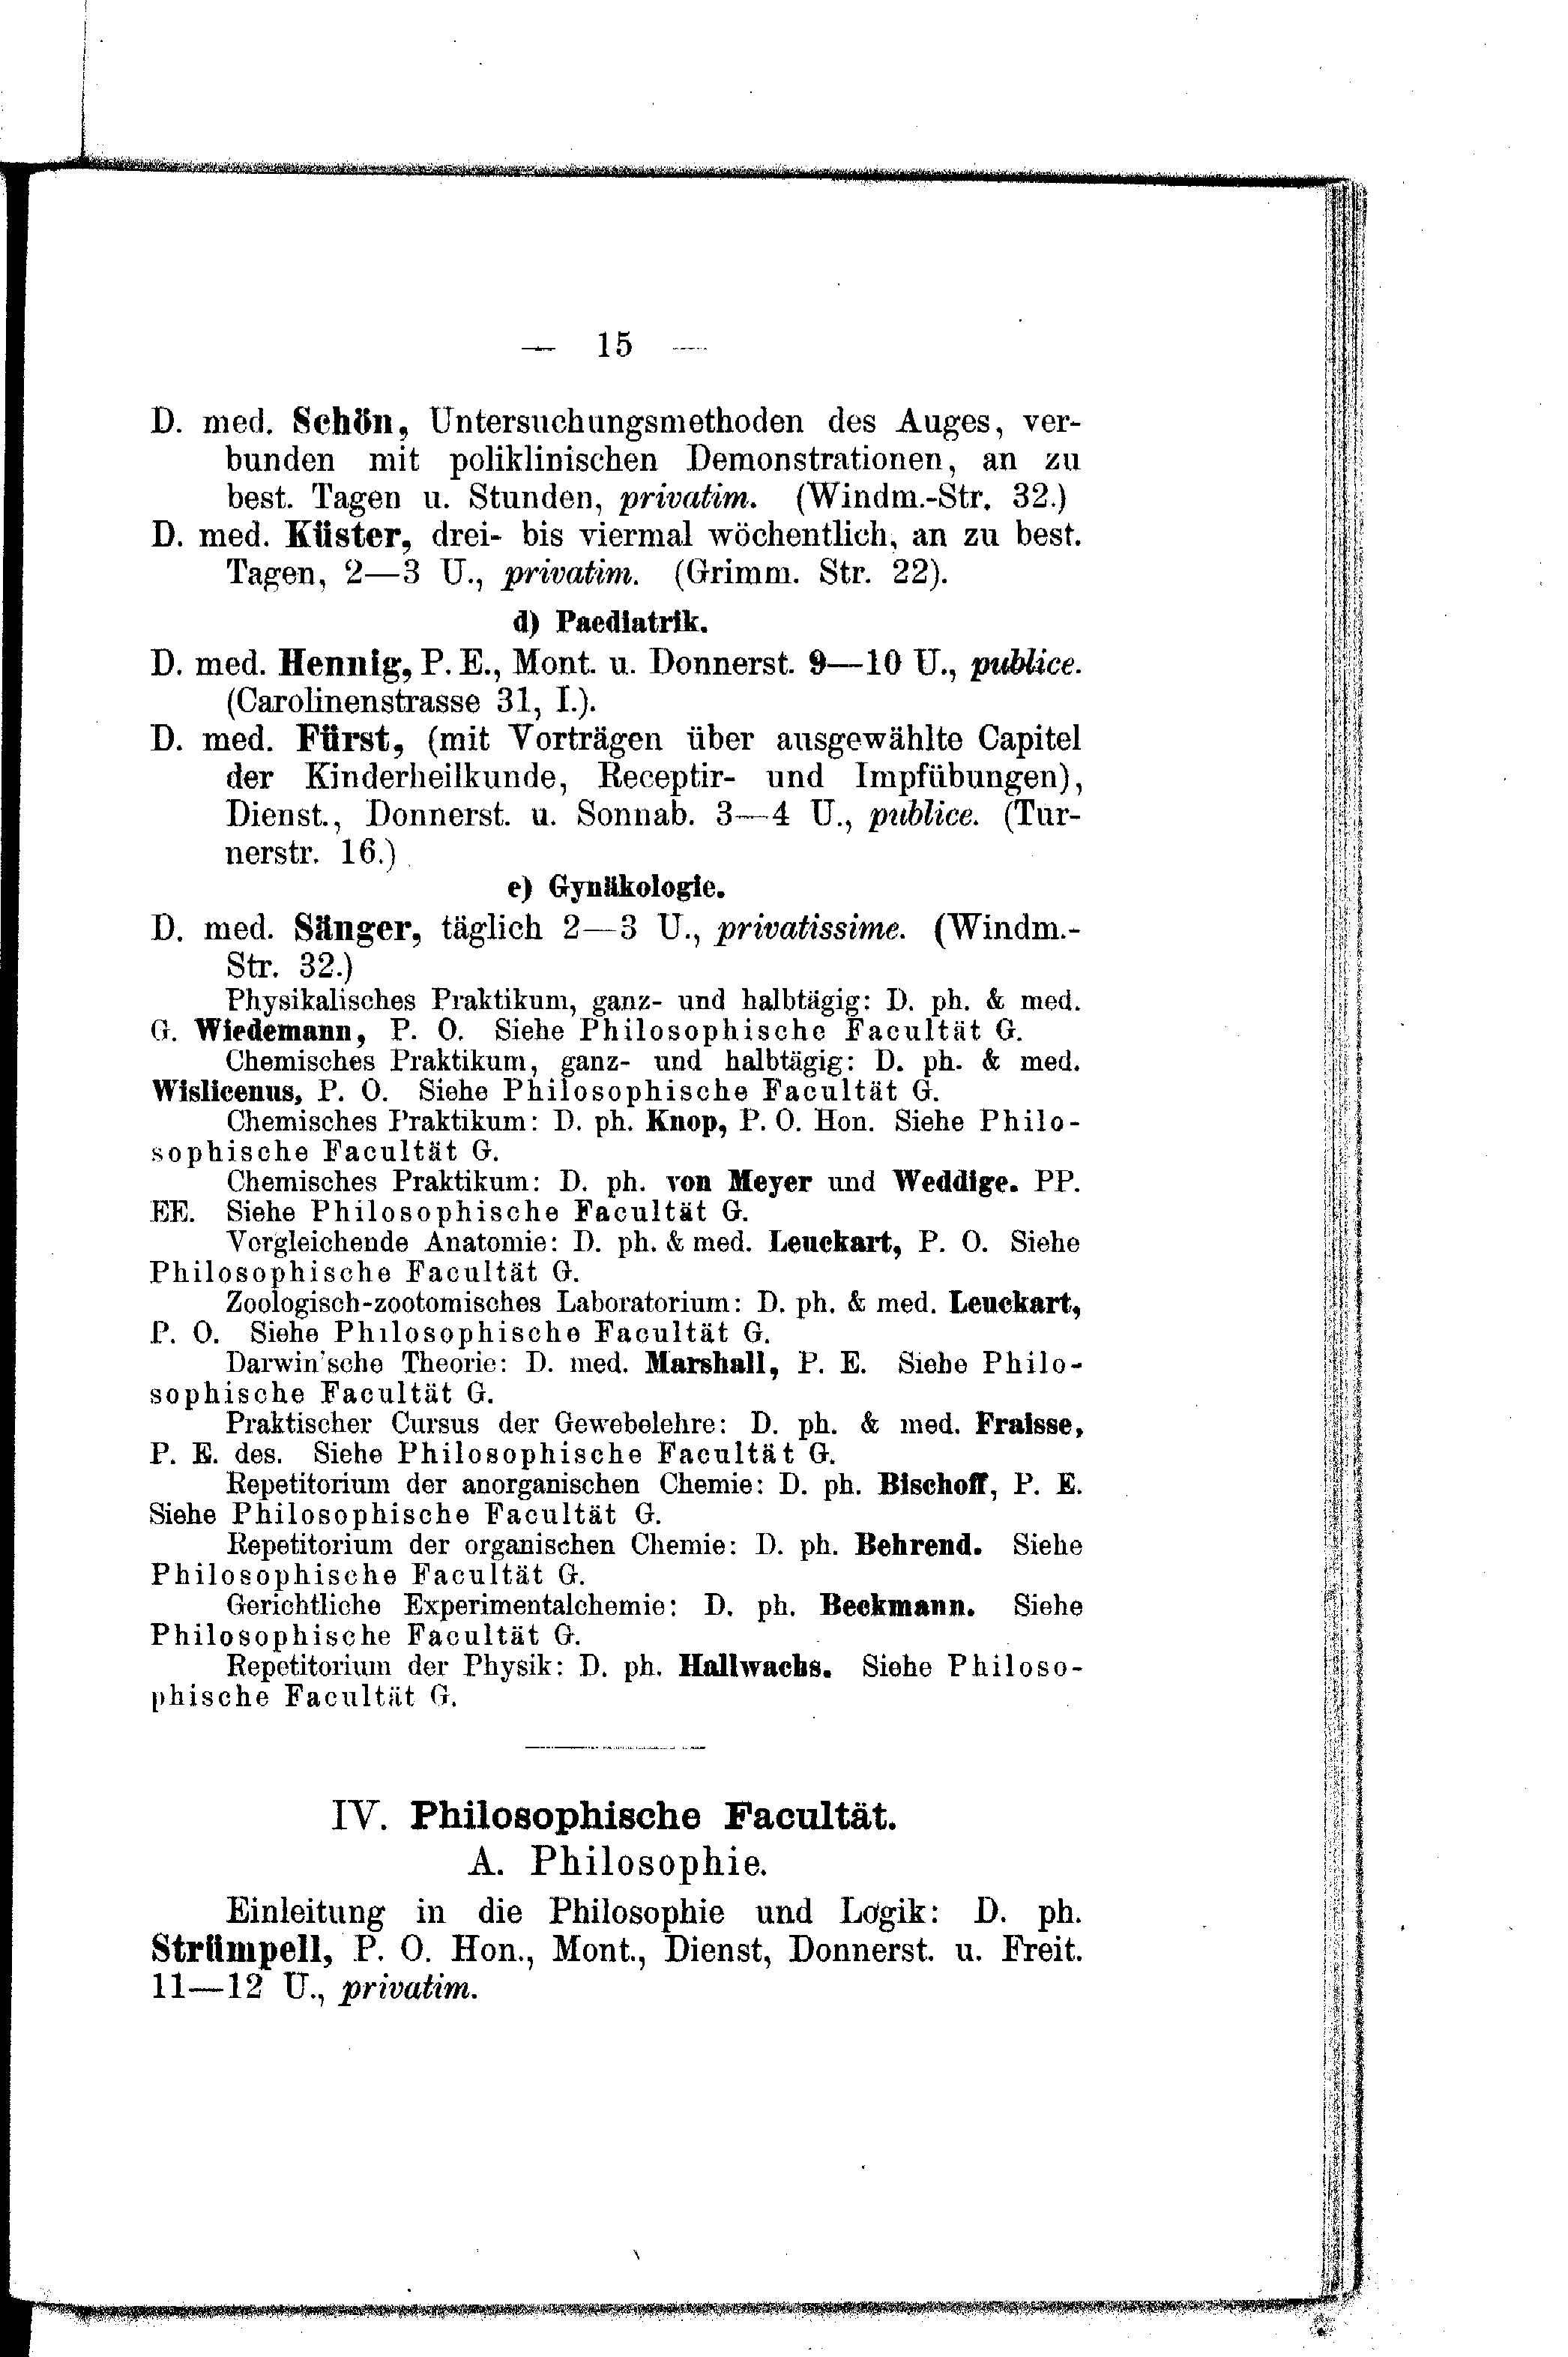 — 15 —
D. med. Schön, Untersuchungsmethoden des Auges, ver-
bunden mit poliklinischen Demonstrationen, an zu
best. Tagen u. Stunden, privatim. (Windm.-Str. 32.)
D. med. Küster, drei- bis viermal wöchentlich, an zu best.
Tagen, 2—3 U., privatim. (Grimm. Str. 22).
d) Paediatrik.
D. med. Hennig, P. E., Mont. u. Donnerst. 9—10 U., publice.
(Carolinenstrasse 31, I.).
D. med. Fürst, (mit Vorträgen über ausgewählte Capitel
der Kinderheilkunde, Receptir- und Impfübungen),
Dienst., Donnerst. u. Sonnab. 3—4 U., publice. (Tur-
nerstr. 16.)
e) Gynäkologie.
D. med. Sänger, täglich 2—3 U., privatissime. (Windm.-
Str. 32.)
Physikalisches Praktikum, ganz- und halbtägig: D. ph. & med.
G. Wiedemann, P. O. Siehe Philosophische Facultät G.
Chemisches Praktikum, ganz- und halbtägig: D. ph. & med.
Wislicenus, P. O. Siehe Philosophische Facultät G.
Chemisches Praktikum: D. ph. Knop, P. O. Hon. Siehe Philo-
sophische Facultät G.
Chemisches Praktikum: D. ph. von Meyer und Weddige. PP.
EE. Siehe Philosophische Facultät G.
Vergleichende Anatomie: D. ph. & med. Leuckart, P. O. Siehe
Philosophische Facultät G.
Zoologisch-zootomisches Laboratorium: D. ph. & med. Leuckart,
P. O. Siehe Philosophische Facultät G.
Darwin'sche Theorie: D. med. Marshall, P. E. Siehe Philo-
sophische Facultät G.
Praktischer Cursus der Gewebelehre: D. ph. & med. Fraisse,
P. E. des. Siehe Philosophische Facultät G.
Repetitorium der anorganischen Chemie: D. ph. Bischoff, P. E.
Siehe Philosophische Facultät G.
Repetitorium der organischen Chemie: D. ph. Behrend. Siehe
Philosophische Facultät G.
Gerichtliche Experimentalchemie: D. ph. Beckmann. Siehe
Philosophische Facultät G.
Repetitorium der Physik: D. ph. Hallwachs. Siehe Philoso-
phische Facultät G.
IV. Philosophische Facultät.
A. Philosophie.
Einleitung in die Philosophie und Logik: D. ph.
Strümpell, P. O. Hon., Mont., Dienst, Donnerst. u. Freit.
11—12 U., privatim.